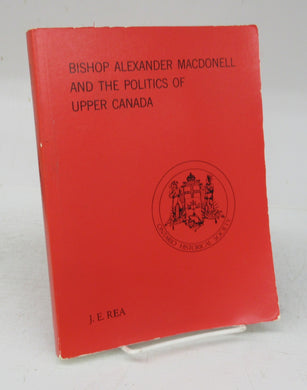 BISHOP ALEXANDER MACDONELL
AND THE POLITICS OF
UPPER CANADA
ONTARIO HISTORICAL SOCIETY
J. E. REA